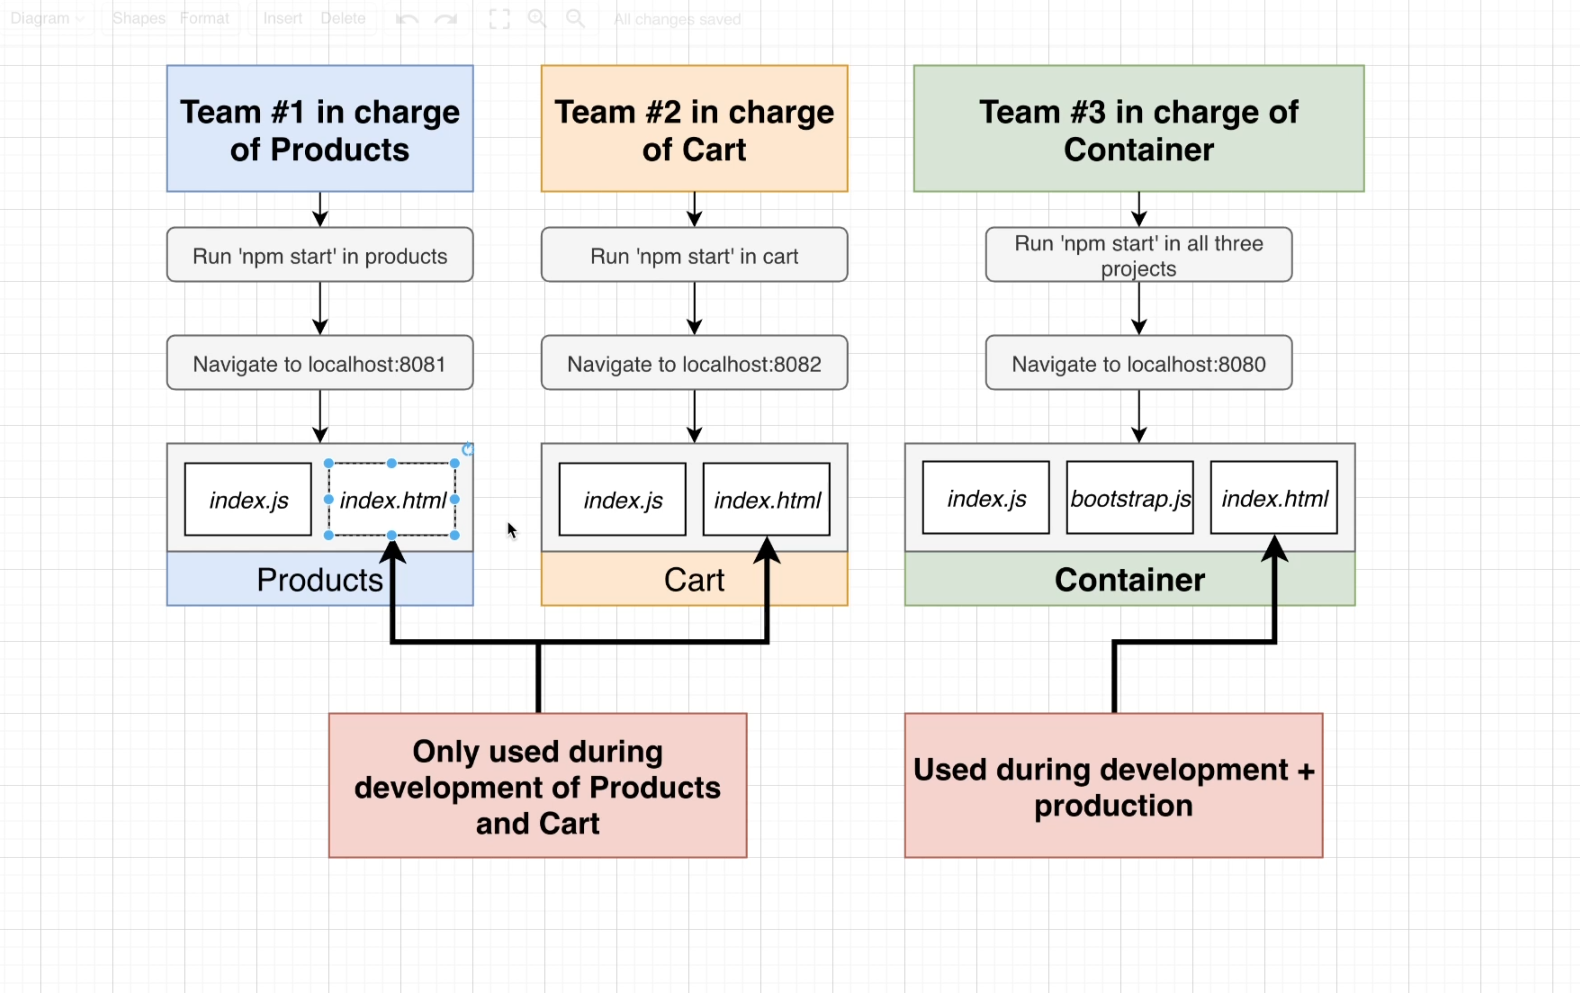 Diagram
Shapes
Format
Insert
Delete
All changes saved
Team #1 in charge
of Products
Team #2 in charge
of Cart
Team #3 in charge of
Container
Run 'npm start' in products
Run 'npm start' in cart
Run 'npm start' in all three
projects
Navigate to localhost:8081
Navigate to localhost:8082
Navigate to localhost:8080
index.js
index.html
index.js
index.html
index.js
bootstrap.js
index.html
Products
Cart
Container
Only used during
development of Products
and Cart
Used during development +
production